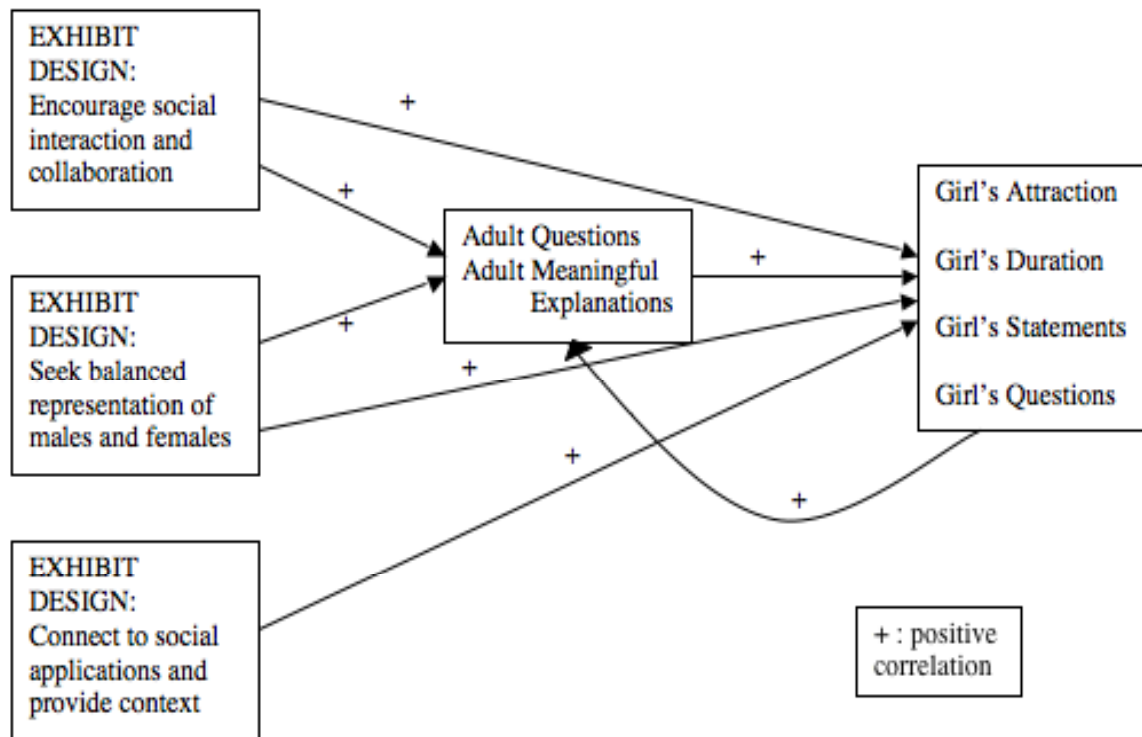 EXHIBIT
DESIGN:
Encourage social
interaction and
collaboration
+
+
EXHIBIT
DESIGN:
Seek balanced
representation of
males and females
+
+
Adult Questions
Adult Meaningful
Explanations
+
Girl's Attraction
Girl's Duration
Girl's Statements
Girl's Questions
+
+
EXHIBIT
DESIGN:
Connect to social
applications and
provide context
+ : positive
correlation